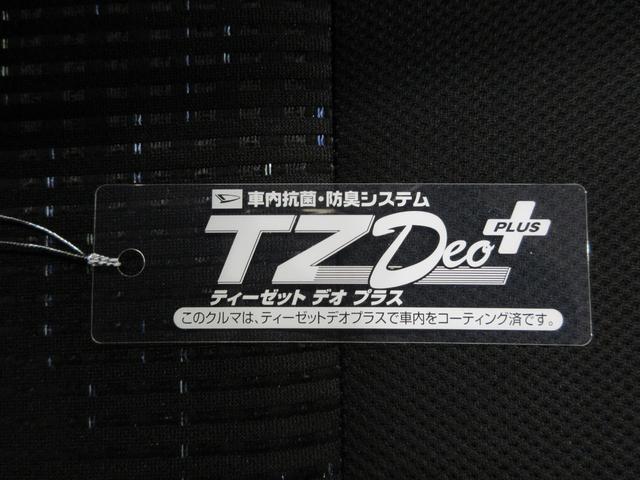 車内抗菌・防臭システム
TZ Deo PLUS
ティーゼット デオ プラス
このクルマは、ティーゼットデオプラスで車内をコーティング済です。